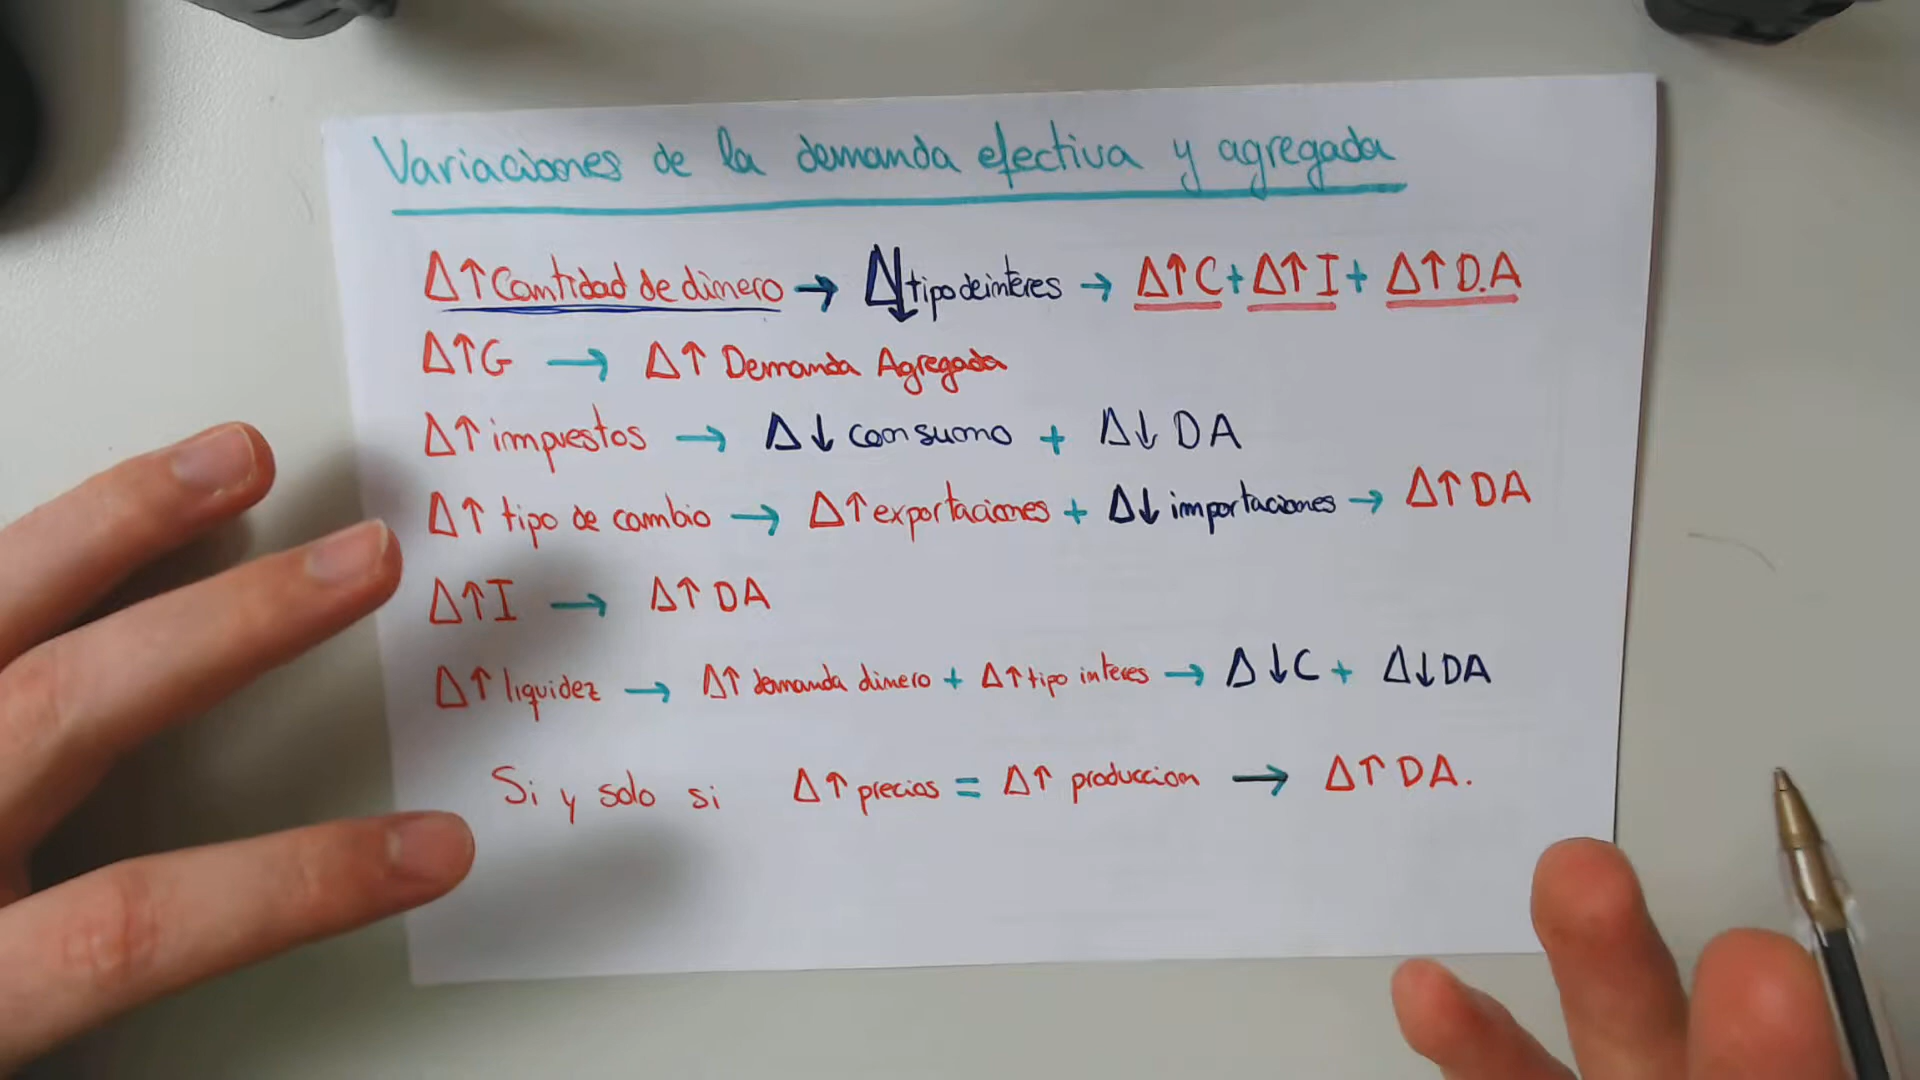 Variaciones de la demanda efectiva y agregada
Δ↑ Cantidad de dinero → Δ↓ tipo de interes → Δ↑C + Δ↑I + Δ↑D.A
Δ↑G → Δ↑ Demanda Agregada
Δ↑ impuestos → Δ↓ consumo + Δ↓ DA
Δ↑ tipo de cambio → Δ↑ exportaciones + Δ↓ importaciones → Δ↑ DA
Δ↑I → Δ↑ DA
Δ↑ liquidez → Δ↑ demanda dinero + Δ↑ tipo interes → Δ↓C + Δ↓DA
Si y solo si Δ↑ precios = Δ↑ produccion → Δ↑ DA.